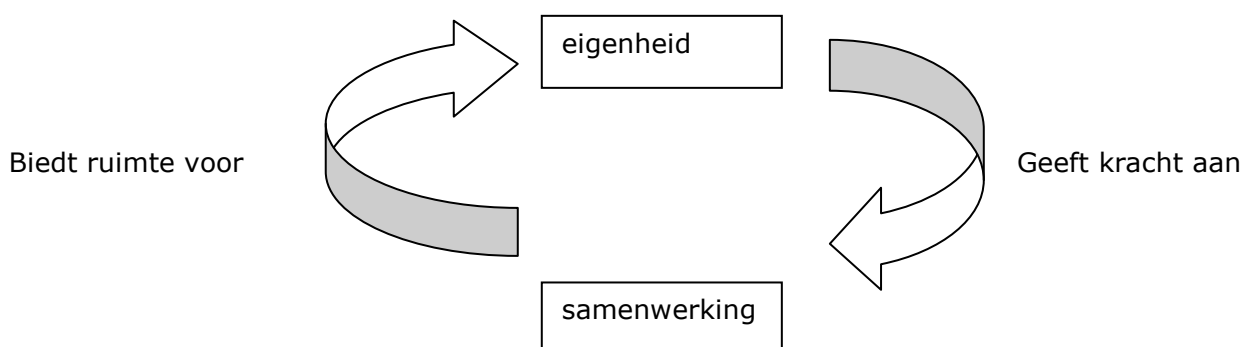 eigenheid
Biedt ruimte voor
Geeft kracht aan
samenwerking